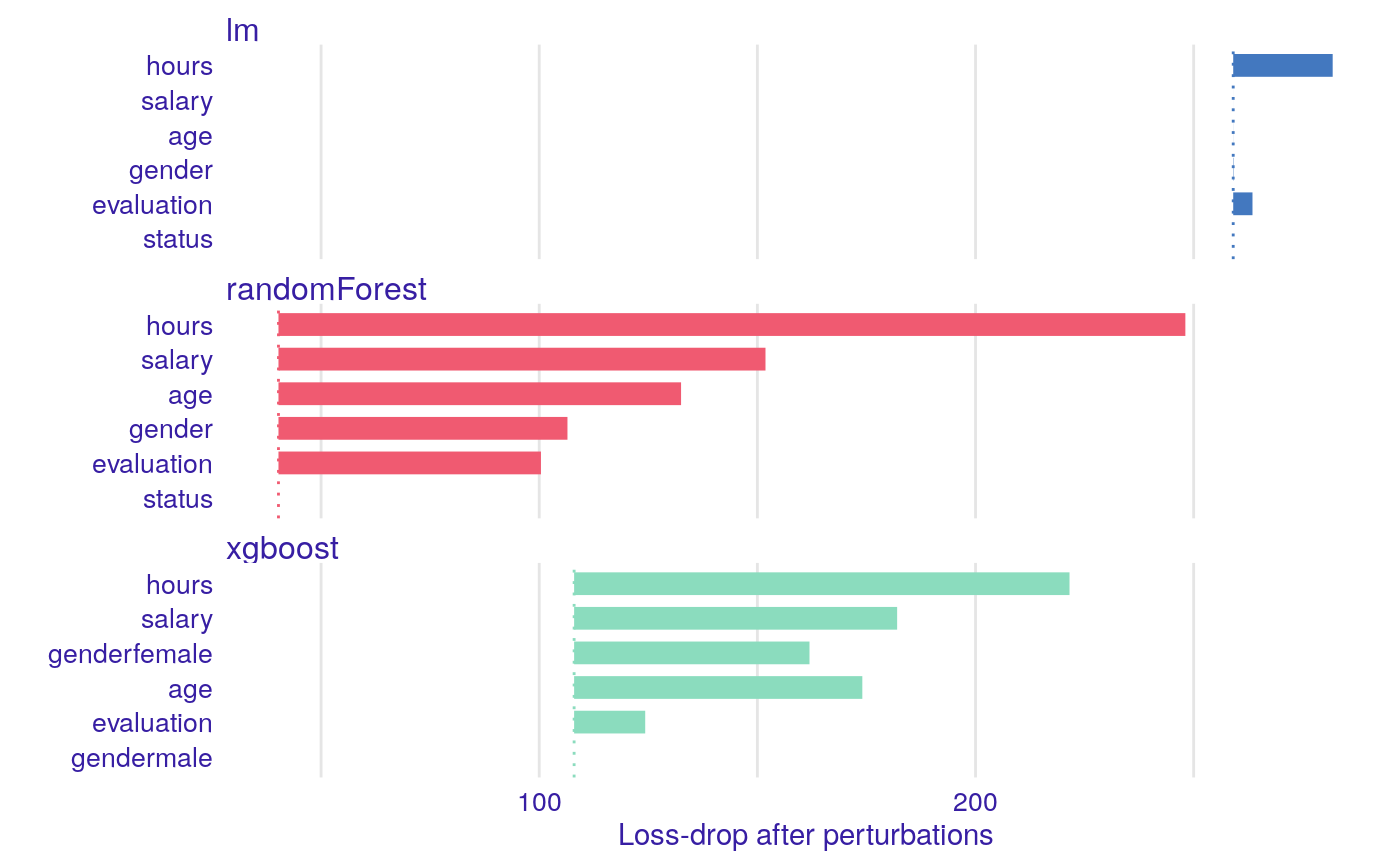 lm
hours
salary
age
gender
evaluation
status
randomForest
hours
salary
age
gender
evaluation
status
xgboost
hours
salary
genderfemale
age
evaluation
gendermale
100 200
Loss-drop after perturbations